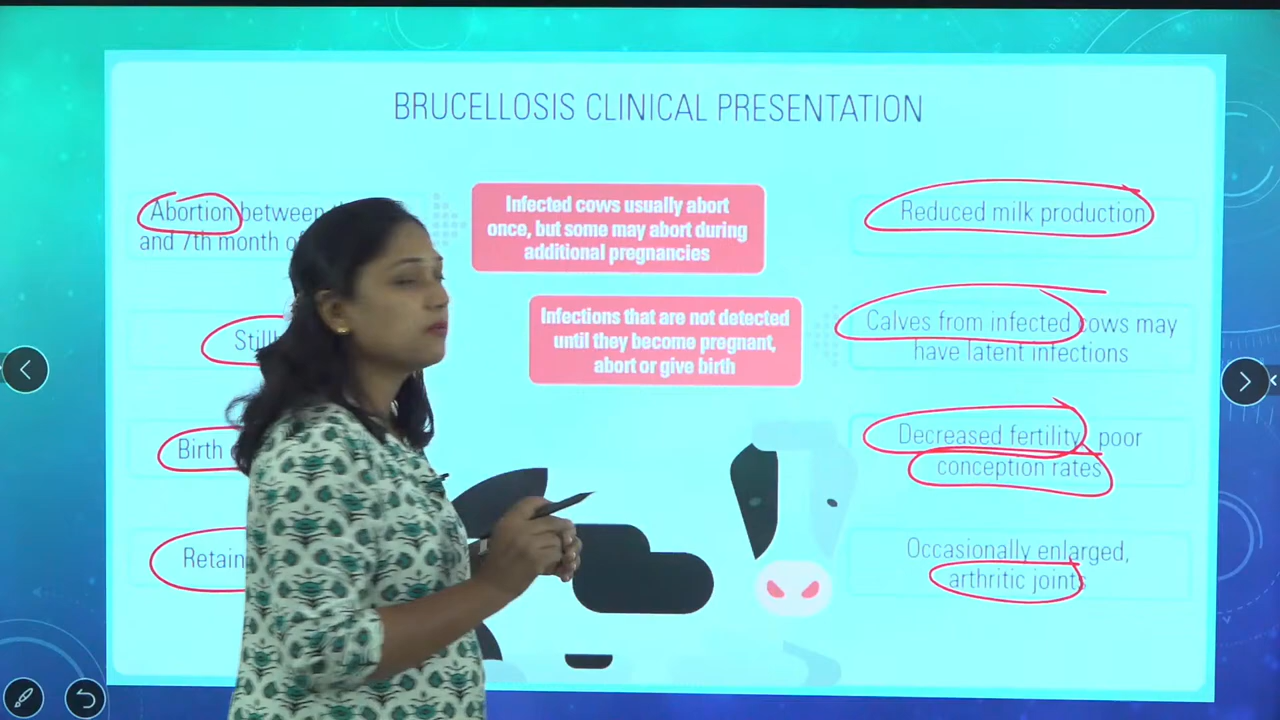 BRUCELLOSIS CLINICAL PRESENTATION
Abortion between
and 7th month of
Birth
Infected cows usually abort
once, but some may abort during
additional pregnancies
Infections that are not detected
until they become pregnant,
abort or give birth
Reduced milk production
Calves from infected cows may
have latent infections
Decreased fertility, poor
conception rates
Occasionally enlarged,
arthritic joints